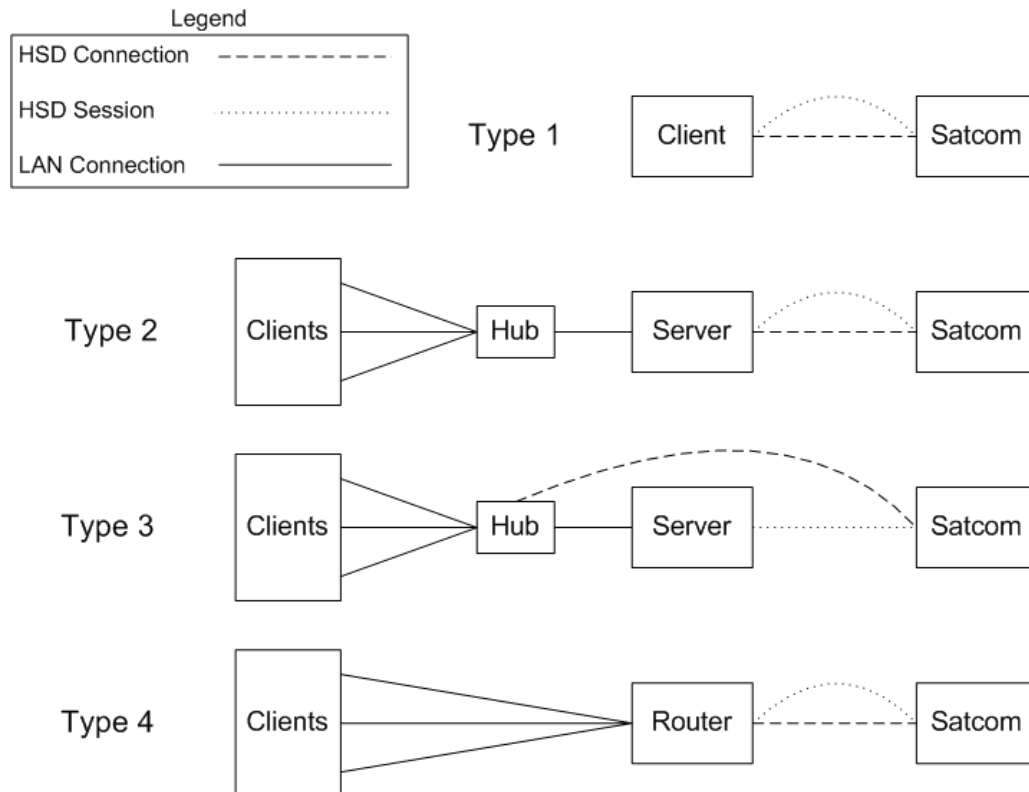 Legend
HSD Connection
HSD Session
LAN Connection
Type 1
Client
Satcom
Type 2
Clients
Hub
Server
Satcom
Type 3
Clients
Hub
Server
Satcom
Type 4
Clients
Router
Satcom